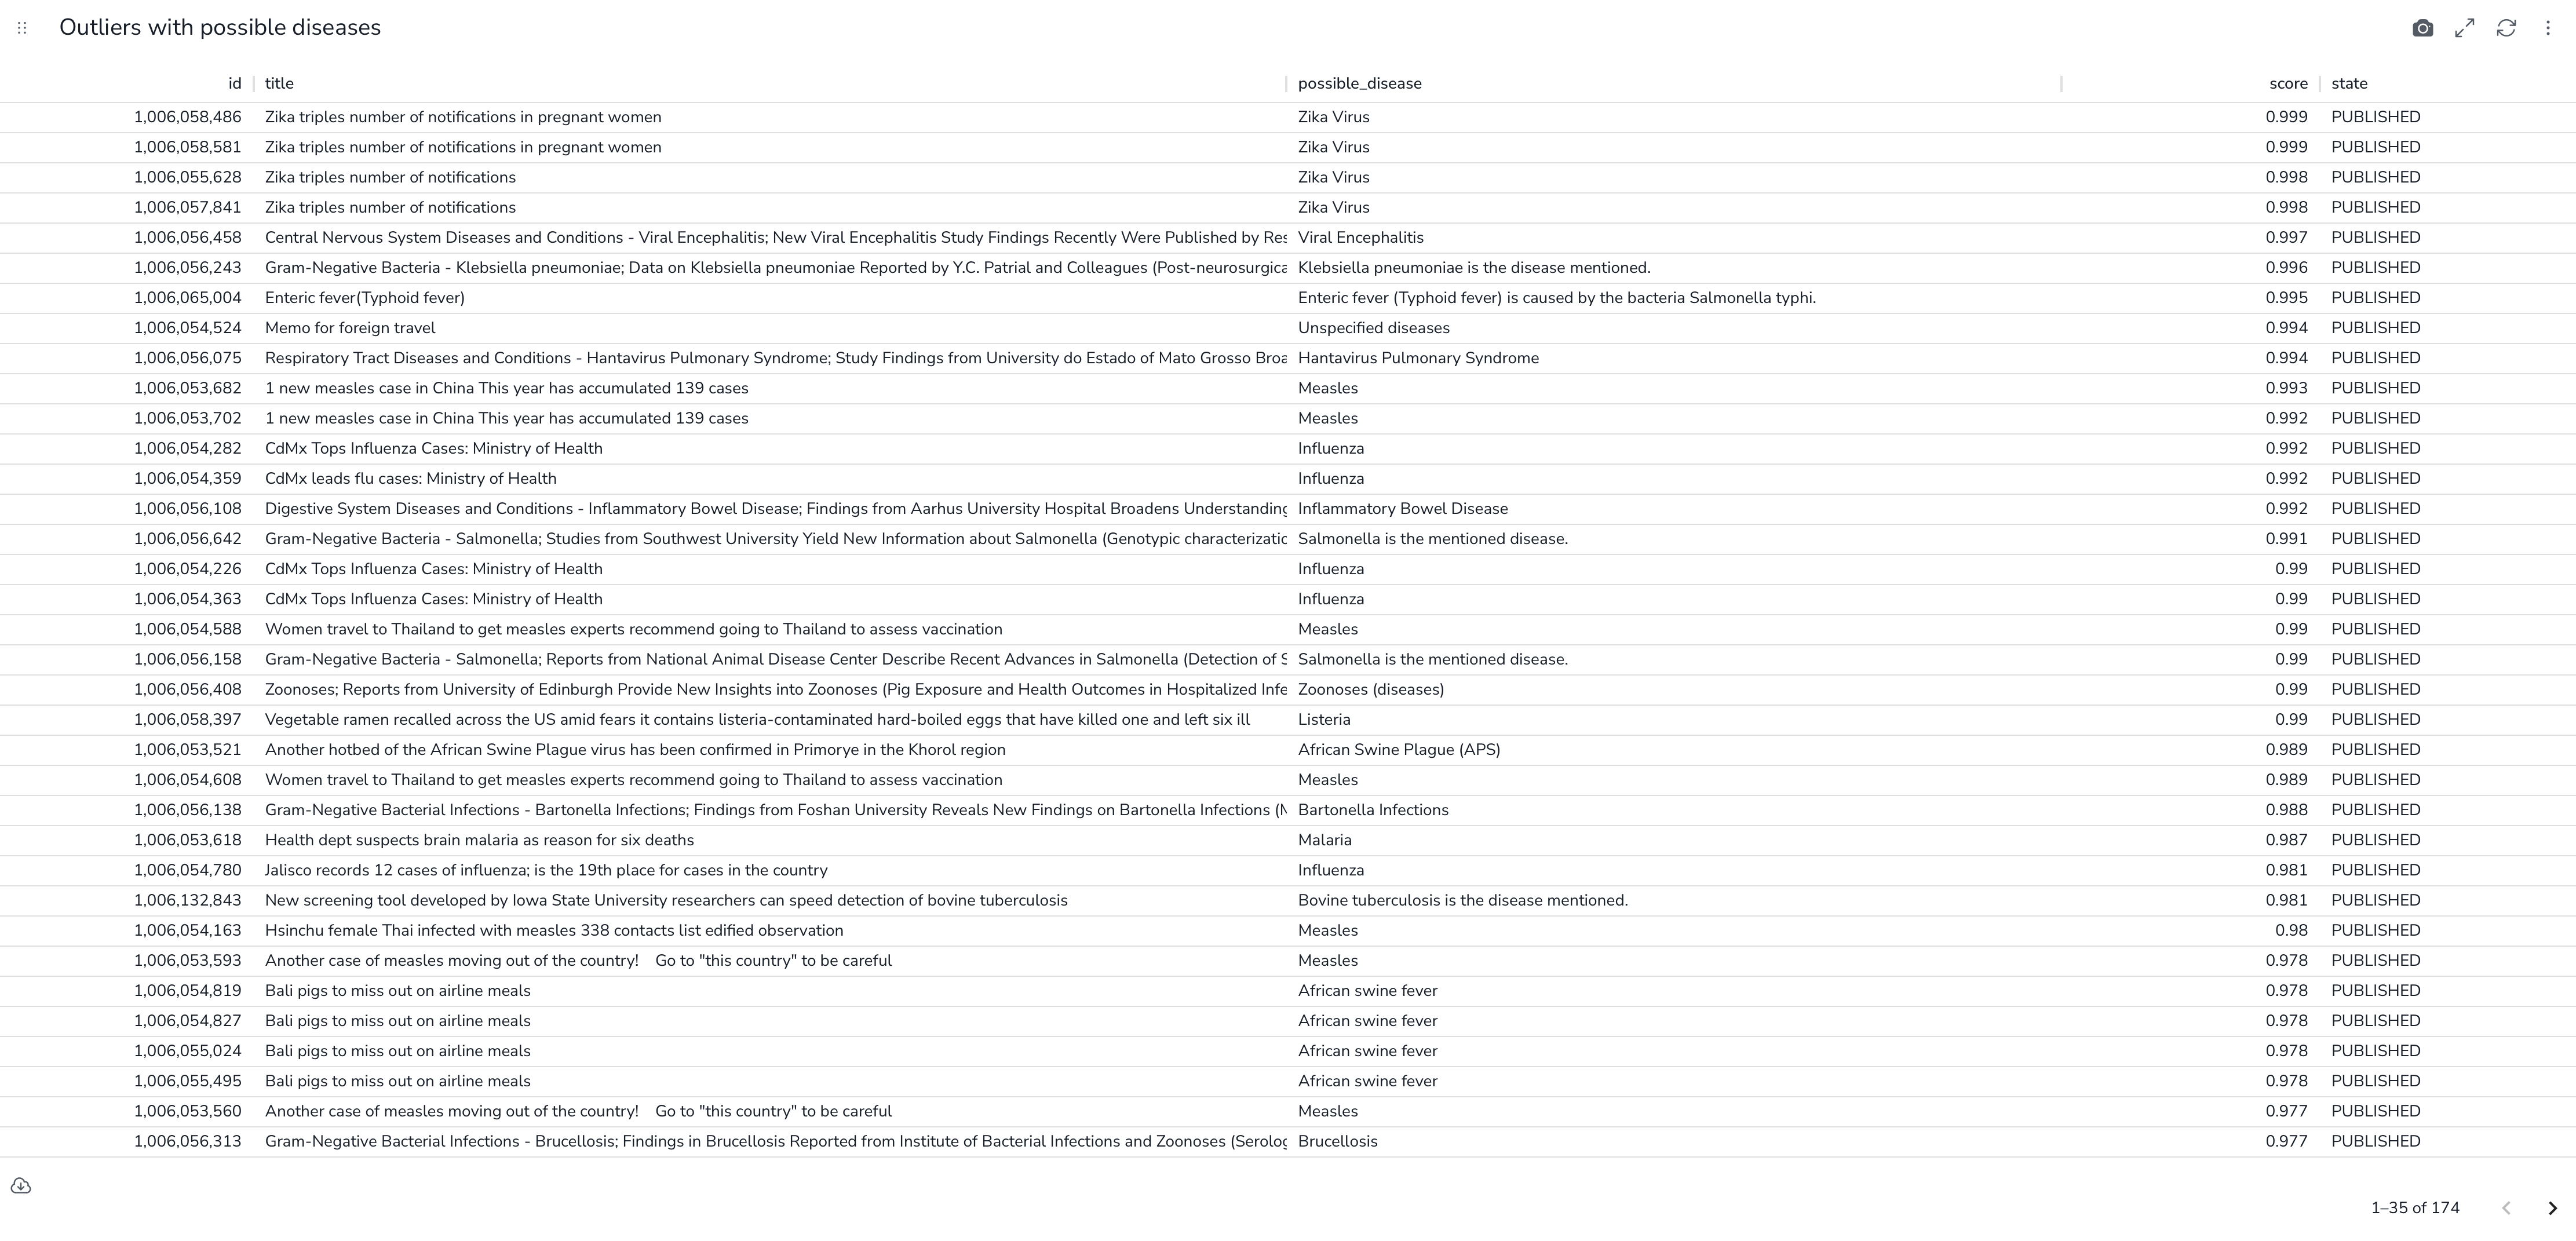 Outliers with possible diseases
id title possible_disease score state
1,006,058,486 Zika triples number of notifications in pregnant women Zika Virus 0.999 PUBLISHED
1,006,058,581 Zika triples number of notifications in pregnant women Zika Virus 0.999 PUBLISHED
1,006,055,628 Zika triples number of notifications Zika Virus 0.998 PUBLISHED
1,006,057,841 Zika triples number of notifications Zika Virus 0.998 PUBLISHED
1,006,056,458 Central Nervous System Diseases and Conditions - Viral Encephalitis; New Viral Encephalitis Study Findings Recently Were Published by Res Viral Encephalitis 0.997 PUBLISHED
1,006,056,243 Gram-Negative Bacteria - Klebsiella pneumoniae; Data on Klebsiella pneumoniae Reported by Y.C. Patrial and Colleagues (Post-neurosurgica Klebsiella pneumoniae is the disease mentioned. 0.996 PUBLISHED
1,006,065,004 Enteric fever(Typhoid fever) Enteric fever (Typhoid fever) is caused by the bacteria Salmonella typhi. 0.995 PUBLISHED
1,006,054,524 Memo for foreign travel Unspecified diseases 0.994 PUBLISHED
1,006,056,075 Respiratory Tract Diseases and Conditions - Hantavirus Pulmonary Syndrome; Study Findings from University do Estado of Mato Grosso Broa Hantavirus Pulmonary Syndrome 0.994 PUBLISHED
1,006,053,682 1 new measles case in China This year has accumulated 139 cases Measles 0.993 PUBLISHED
1,006,053,702 1 new measles case in China This year has accumulated 139 cases Measles 0.992 PUBLISHED
1,006,054,282 CdMx Tops Influenza Cases: Ministry of Health Influenza 0.992 PUBLISHED
1,006,054,359 CdMx leads flu cases: Ministry of Health Influenza 0.992 PUBLISHED
1,006,056,108 Digestive System Diseases and Conditions - Inflammatory Bowel Disease; Findings from Aarhus University Hospital Broadens Understanding Inflammatory Bowel Disease 0.992 PUBLISHED
1,006,056,642 Gram-Negative Bacteria - Salmonella; Studies from Southwest University Yield New Information about Salmonella (Genotypic characterizatic Salmonella is the mentioned disease. 0.991 PUBLISHED
1,006,054,226 CdMx Tops Influenza Cases: Ministry of Health Influenza 0.99 PUBLISHED
1,006,054,363 CdMx Tops Influenza Cases: Ministry of Health Influenza 0.99 PUBLISHED
1,006,054,588 Women travel to Thailand to get measles experts recommend going to Thailand to assess vaccination Measles 0.99 PUBLISHED
1,006,056,158 Gram-Negative Bacteria - Salmonella; Reports from National Animal Disease Center Describe Recent Advances in Salmonella (Detection of S Salmonella is the mentioned disease. 0.99 PUBLISHED
1,006,056,408 Zoonoses; Reports from University of Edinburgh Provide New Insights into Zoonoses (Pig Exposure and Health Outcomes in Hospitalized Infe Zoonoses (diseases) 0.99 PUBLISHED
1,006,058,397 Vegetable ramen recalled across the US amid fears it contains listeria-contaminated hard-boiled eggs that have killed one and left six ill Listeria 0.99 PUBLISHED
1,006,053,521 Another hotbed of the African Swine Plague virus has been confirmed in Primorye in the Khorol region African Swine Plague (APS) 0.989 PUBLISHED
1,006,054,608 Women travel to Thailand to get measles experts recommend going to Thailand to assess vaccination Measles 0.989 PUBLISHED
1,006,056,138 Gram-Negative Bacterial Infections - Bartonella Infections; Findings from Foshan University Reveals New Findings on Bartonella Infections (N Bartonella Infections 0.988 PUBLISHED
1,006,053,618 Health dept suspects brain malaria as reason for six deaths Malaria 0.987 PUBLISHED
1,006,054,780 Jalisco records 12 cases of influenza; is the 19th place for cases in the country Influenza 0.981 PUBLISHED
1,006,132,843 New screening tool developed by Iowa State University researchers can speed detection of bovine tuberculosis Bovine tuberculosis is the disease mentioned. 0.981 PUBLISHED
1,006,054,163 Hsinchu female Thai infected with measles 338 contacts list edified observation Measles 0.98 PUBLISHED
1,006,053,593 Another case of measles moving out of the country! Go to "this country" to be careful Measles 0.978 PUBLISHED
1,006,054,819 Bali pigs to miss out on airline meals African swine fever 0.978 PUBLISHED
1,006,054,827 Bali pigs to miss out on airline meals African swine fever 0.978 PUBLISHED
1,006,055,024 Bali pigs to miss out on airline meals African swine fever 0.978 PUBLISHED
1,006,055,495 Bali pigs to miss out on airline meals African swine fever 0.978 PUBLISHED
1,006,053,560 Another case of measles moving out of the country! Go to "this country" to be careful Measles 0.977 PUBLISHED
1,006,056,313 Gram-Negative Bacterial Infections - Brucellosis; Findings in Brucellosis Reported from Institute of Bacterial Infections and Zoonoses (Serolog Brucellosis 0.977 PUBLISHED
1–35 of 174